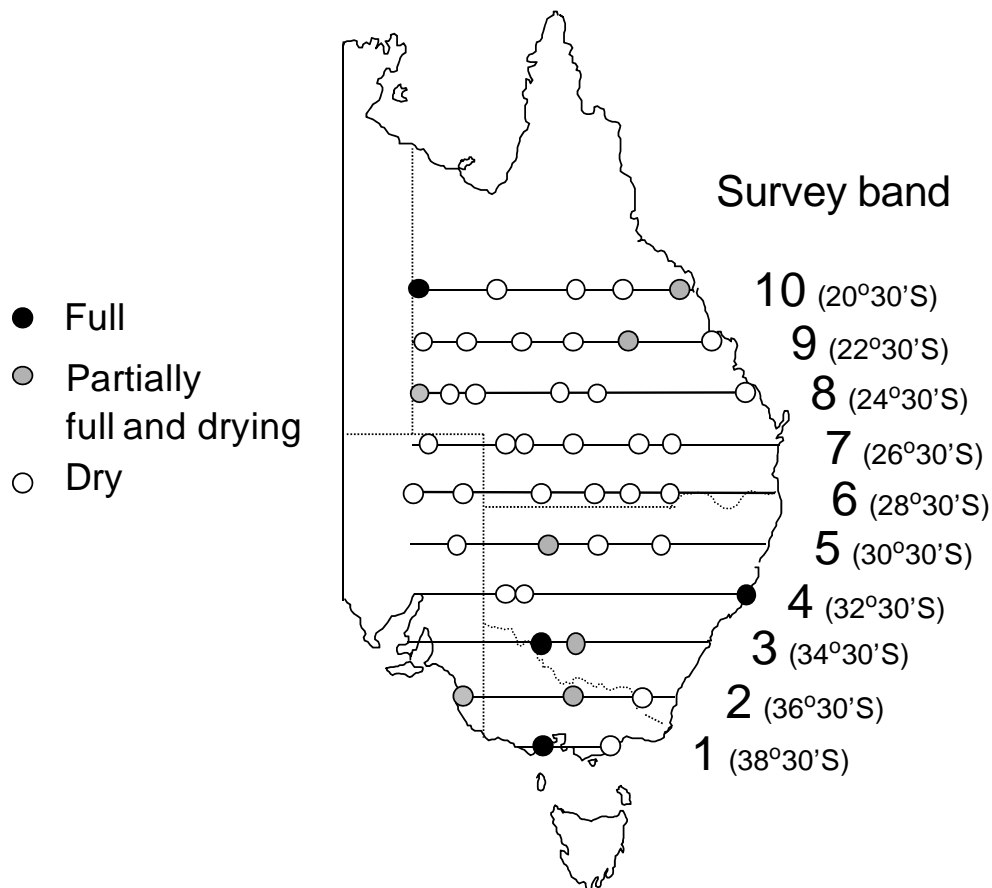 Survey band
10 (20°30'S)
Full
9 (22°30'S)
Partially
full and drying
8 (24°30'S)
7 (26°30'S)
Dry
6 (28°30'S)
5 (30°30'S)
4 (32°30'S)
3 (34°30'S)
2 (36°30'S)
1 (38°30'S)